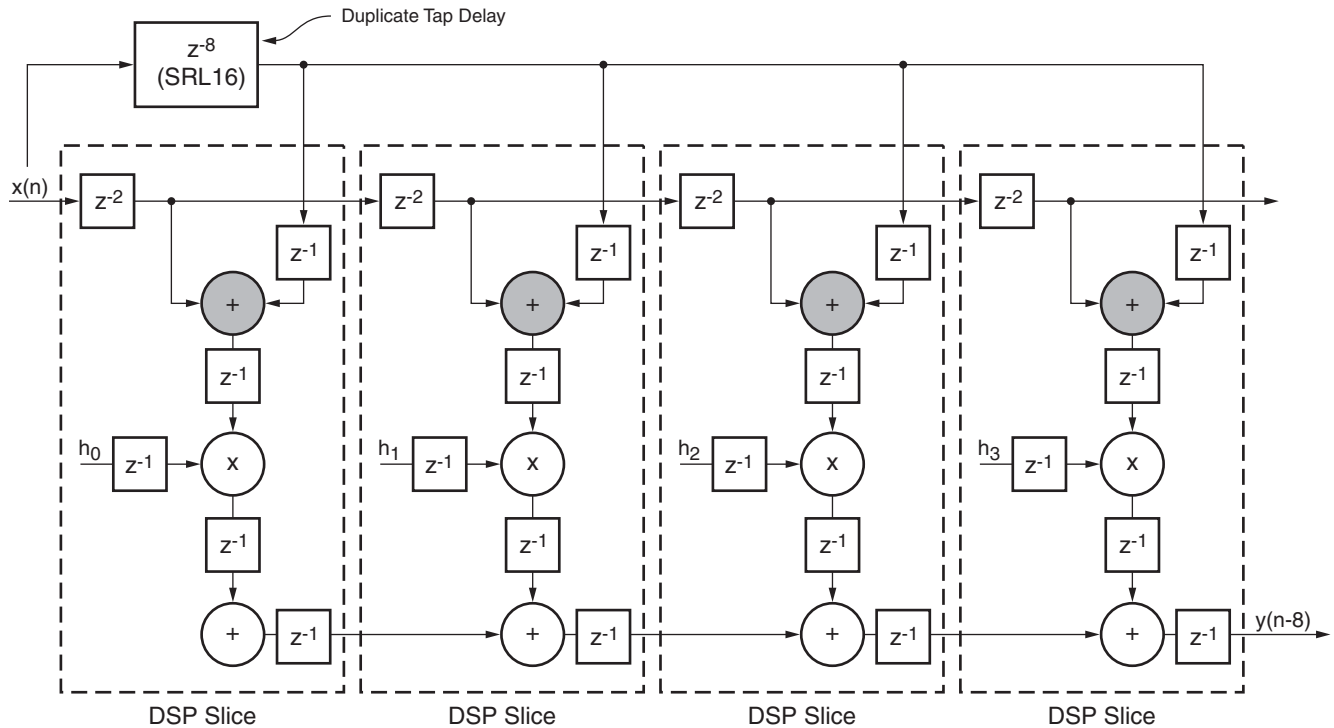 Duplicate Tap Delay
z-8
(SRL16)
x(n)
z-2
z-2
z-2
z-2
z-1
z-1
z-1
z-1
+
+
+
+
z-1
z-1
z-1
z-1
h0
z-1
x
h1
z-1
x
h2
z-1
x
h3
z-1
x
z-1
z-1
z-1
z-1
+
z-1
+
z-1
+
z-1
+
z-1
y(n-8)
DSP Slice
DSP Slice
DSP Slice
DSP Slice